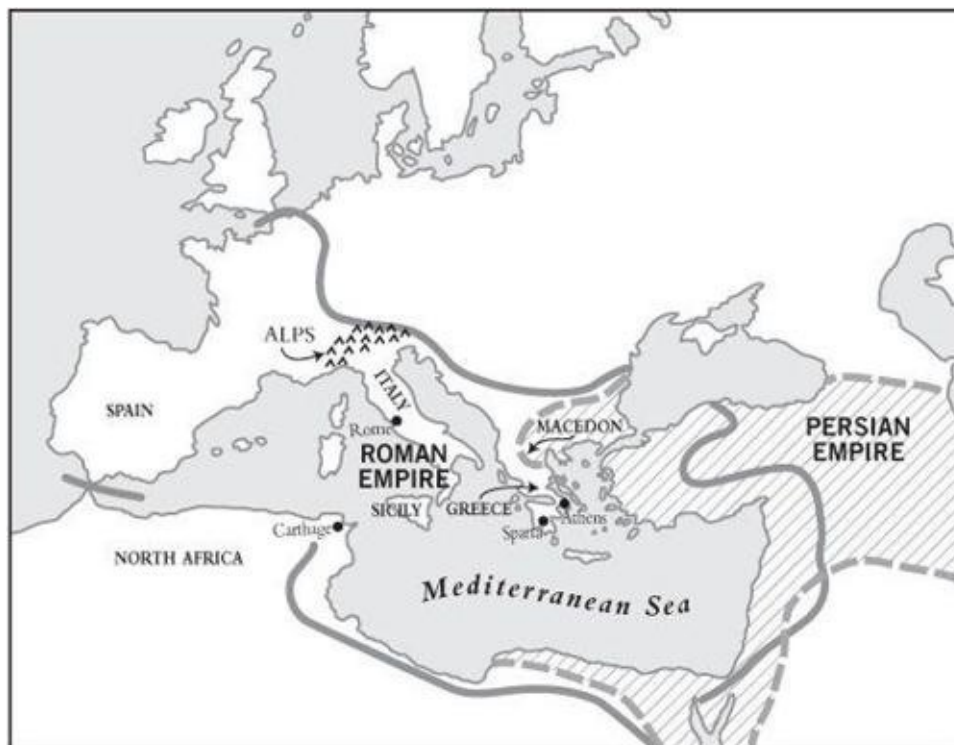 ALPS
ITALY
SPAIN
Rome
ROMAN
EMPIRE
MACEDON
PERSIAN
EMPIRE
SICILY
GREECE
Athens
Sparta
Carthage
NORTH AFRICA
Mediterranean Sea